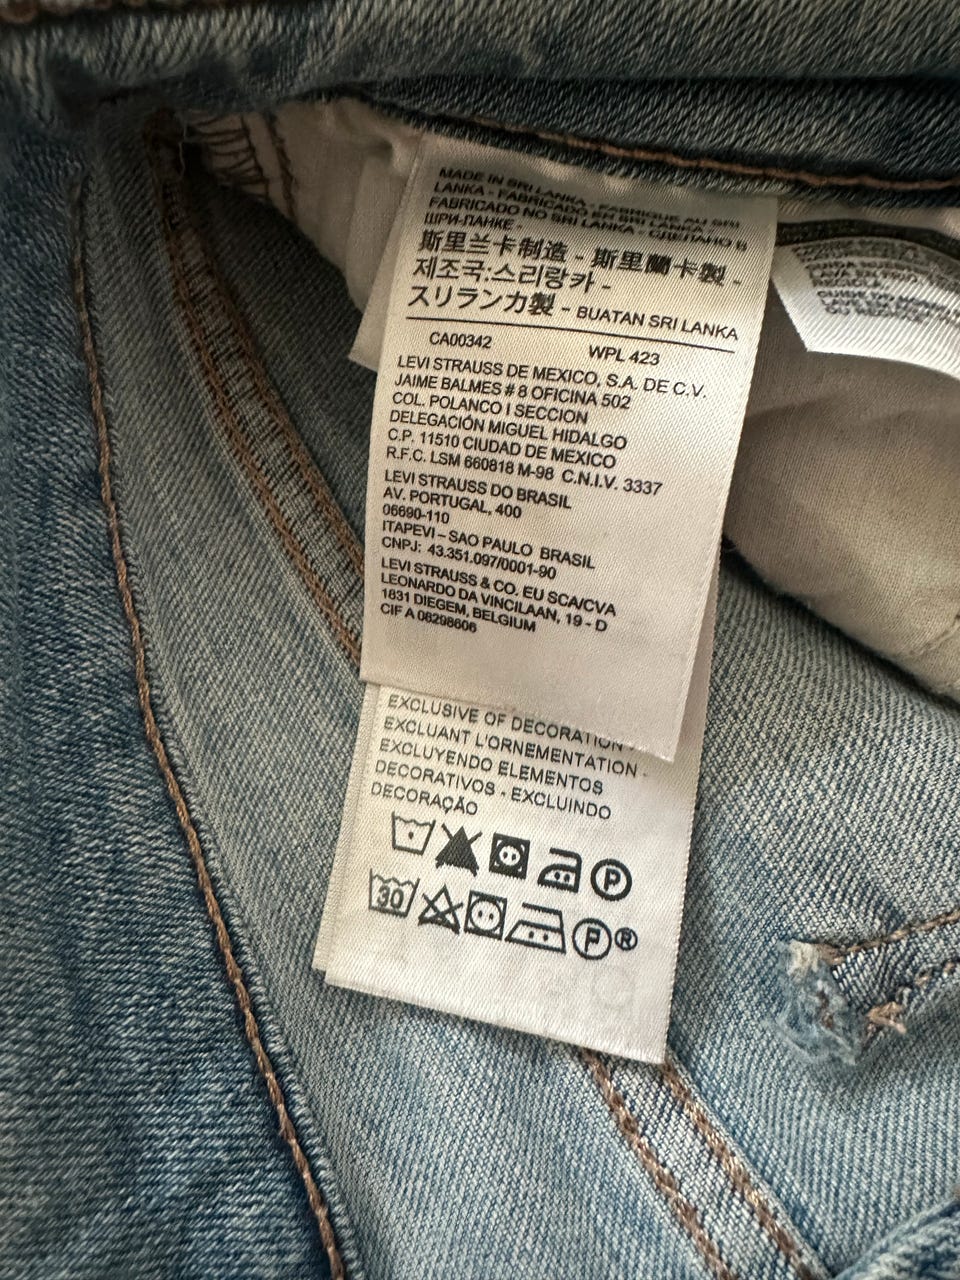 MADE IN SRI LANKA - FABRIQUE AU SRI
LANKA - FABRICADO EN SRI LANKA -
FABRICADO NO SRI LANKA - СДЕЛАНО В
ШРИ-ЛАНКЕ -
斯里兰卡制造 - 斯里蘭卡製 -
제조국:스리랑카 -
スリランカ製 - BUATAN SRI LANKA
CA00342 WPL 423
LEVI STRAUSS DE MEXICO, S.A. DE C.V.
JAIME BALMES # 8 OFICINA 502
COL. POLANCO I SECCION
DELEGACIÓN MIGUEL HIDALGO
C.P. 11510 CIUDAD DE MEXICO
R.F.C. LSM 660818 M-98 C.N.I.V. 3337
LEVI STRAUSS DO BRASIL
AV. PORTUGAL, 400
06690-110
ITAPEVI – SAO PAULO BRASIL
CNPJ: 43.351.097/0001-90
LEVI STRAUSS & CO. EU SCA/CVA
LEONARDO DA VINCILAAN, 19 - D
1831 DIEGEM, BELGIUM
CIF A 08298606
EXCLUSIVE OF DECORATION -
EXCLUANT L'ORNEMENTATION -
EXCLUYENDO ELEMENTOS
DECORATIVOS - EXCLUINDO
DECORAÇÃO
P
30 P®